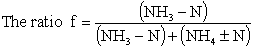 The ratio f = (NH₃ − N) / ((NH₃ − N) + (NH₄ ± N))